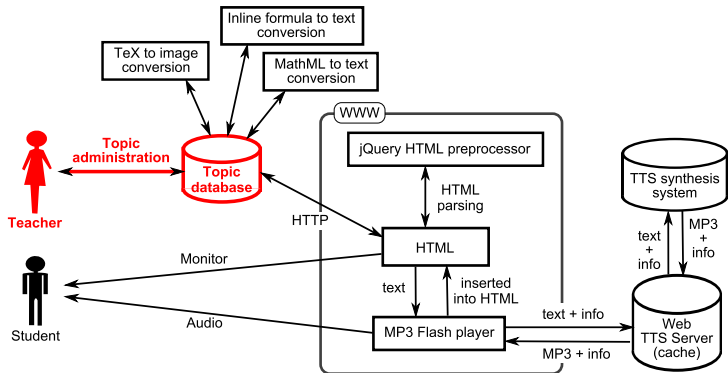 Inline formula to text
conversion
TeX to image
conversion
MathML to text
conversion
WWW
Topic
administration
Topic
database
Teacher
jQuery HTML preprocessor
HTML
parsing
TTS synthesis
system
HTTP
HTML
text
+
info
MP3
+
info
Monitor
text
inserted
into HTML
Student
Audio
MP3 Flash player
text + info
MP3 + info
Web
TTS Server
(cache)